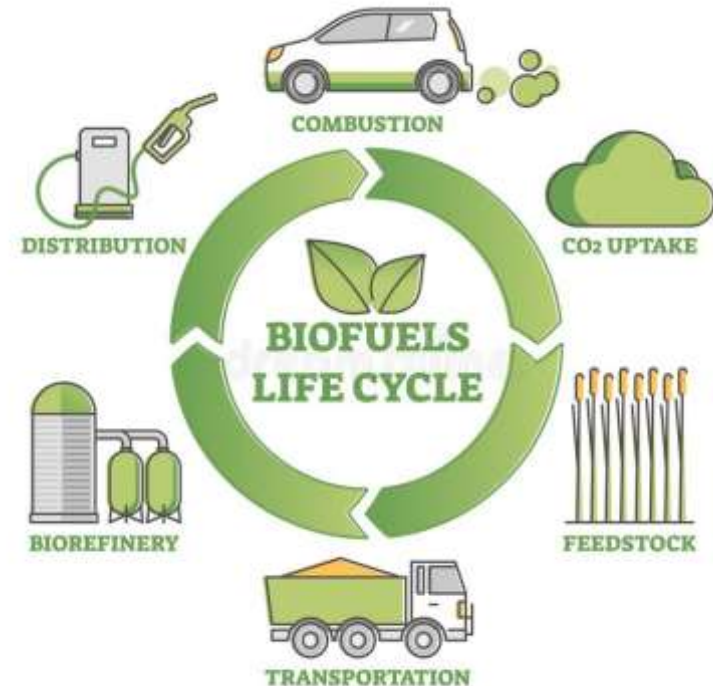 COMBUSTION
DISTRIBUTION
CO2 UPTAKE
BIOFUELS
LIFE CYCLE
BIOREFINERY
FEEDSTOCK
TRANSPORTATION